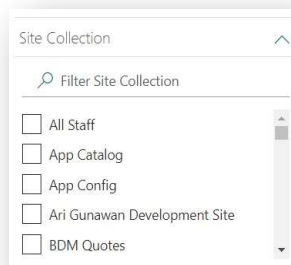 Site Collection
Filter Site Collection
All Staff
App Catalog
App Config
Ari Gunawan Development Site
BDM Quotes